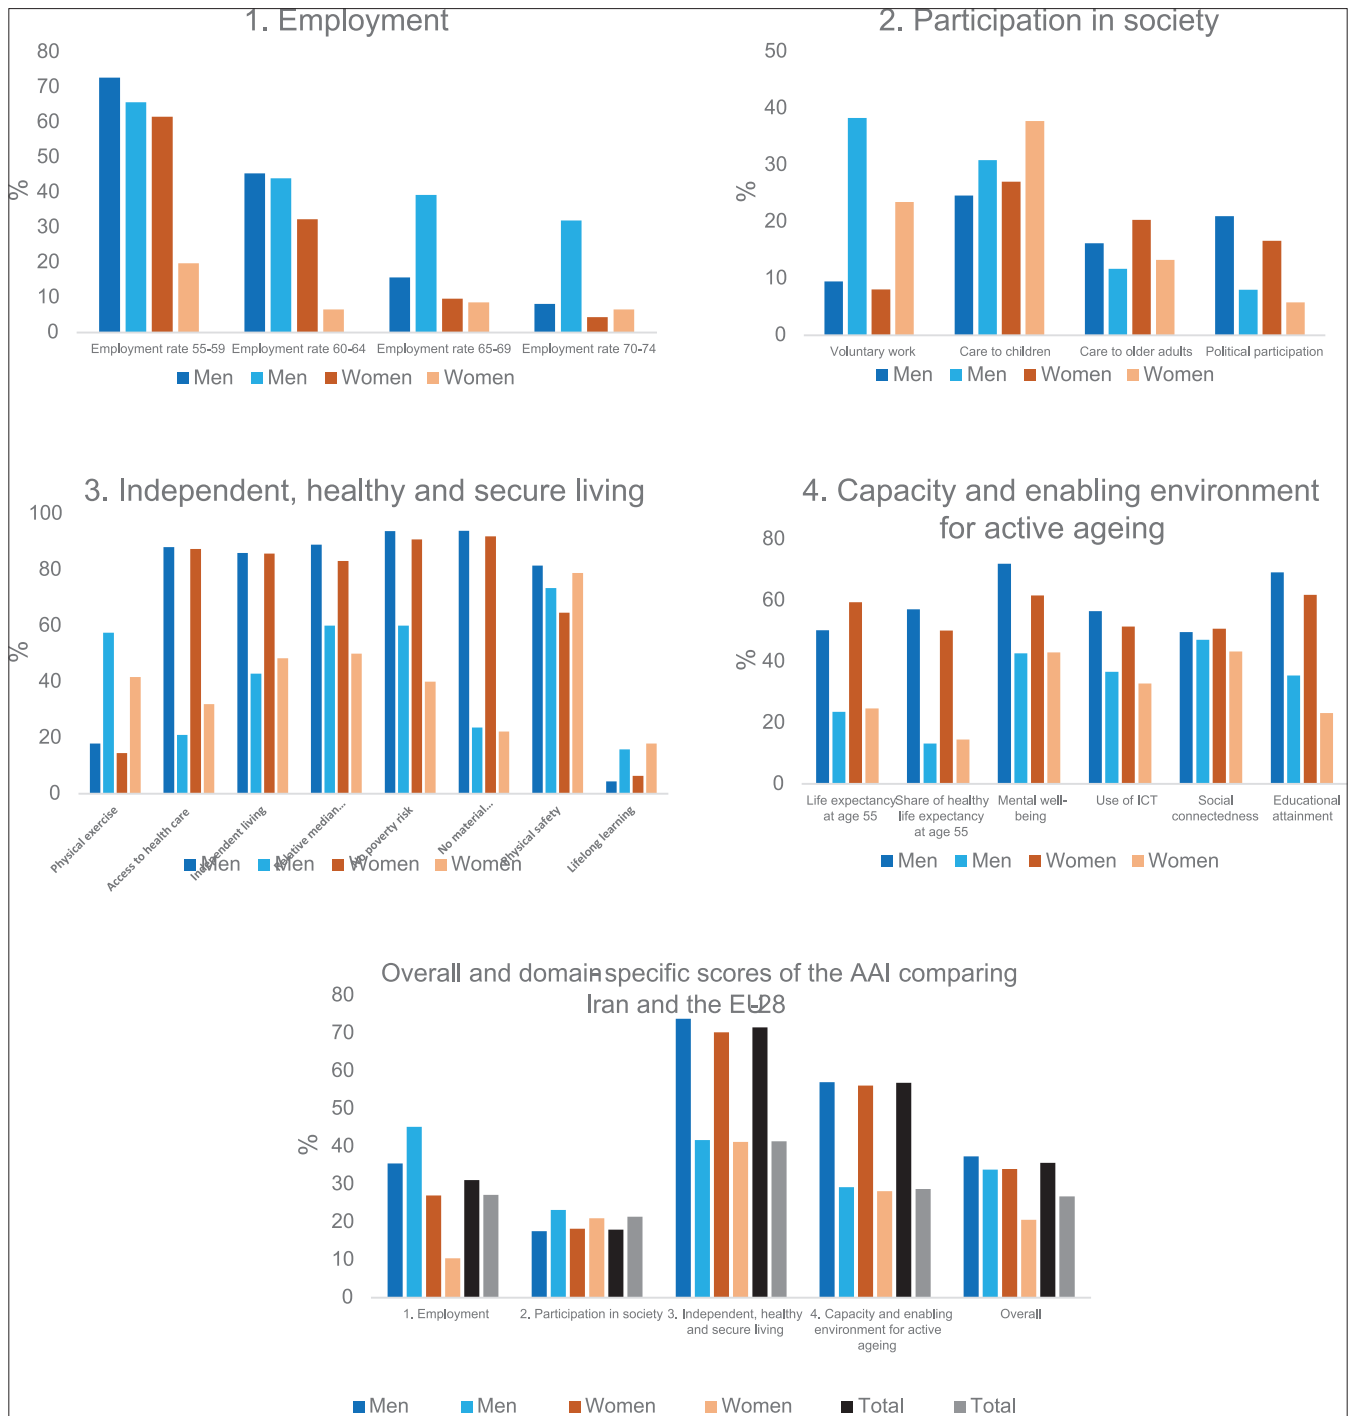 1. Employment
80
70
60
50
40
30
20
10
0
%
Employment rate 55-59 Employment rate 60-64 Employment rate 65-69 Employment rate 70-74
Men Men Women Women
2. Participation in society
50
40
30
20
10
0
%
Voluntary work Care to children Care to older adults Political participation
Men Men Women Women
3. Independent, healthy and secure living
100
80
60
40
20
0
%
Physical exercise
Access to health care
Independent living
Relative median...
No poverty risk
No material...
Physical safety
Lifelong learning
Men Men Women Women
4. Capacity and enabling environment
for active ageing
80
60
40
20
0
%
Life expectancy Share of healthy Mental well- Use of ICT Social Educational
at age 55 life expectancy being connectedness attainment
at age 55
Men Men Women Women
Overall and domain-specific scores of the AAI comparing
Iran and the EU-28
80
70
60
50
40
30
20
10
0
%
1. Employment 2. Participation in society 3. Independent, healthy 4. Capacity and enabling Overall
and secure living environment for active
ageing
Men Men Women Women Total Total